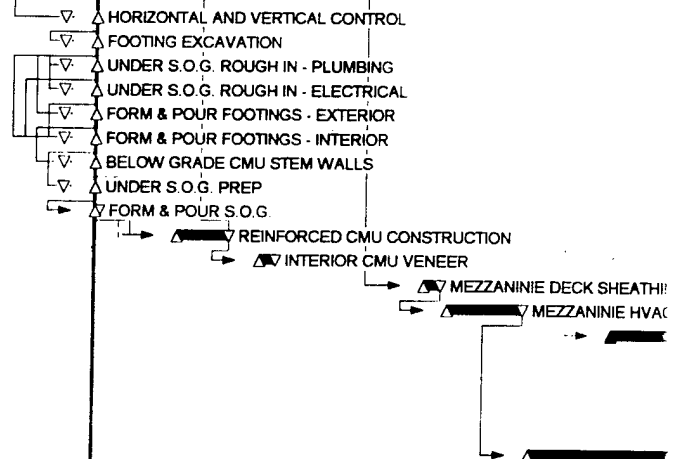 HORIZONTAL AND VERTICAL CONTROL
FOOTING EXCAVATION
UNDER S.O.G. ROUGH IN - PLUMBING
UNDER S.O.G. ROUGH IN - ELECTRICAL
FORM & POUR FOOTINGS - EXTERIOR
FORM & POUR FOOTINGS - INTERIOR
BELOW GRADE CMU STEM WALLS
UNDER S.O.G. PREP
FORM & POUR S.O.G.
REINFORCED CMU CONSTRUCTION
INTERIOR CMU VENEER
MEZZANINIE DECK SHEATHI
MEZZANINIE HVAC